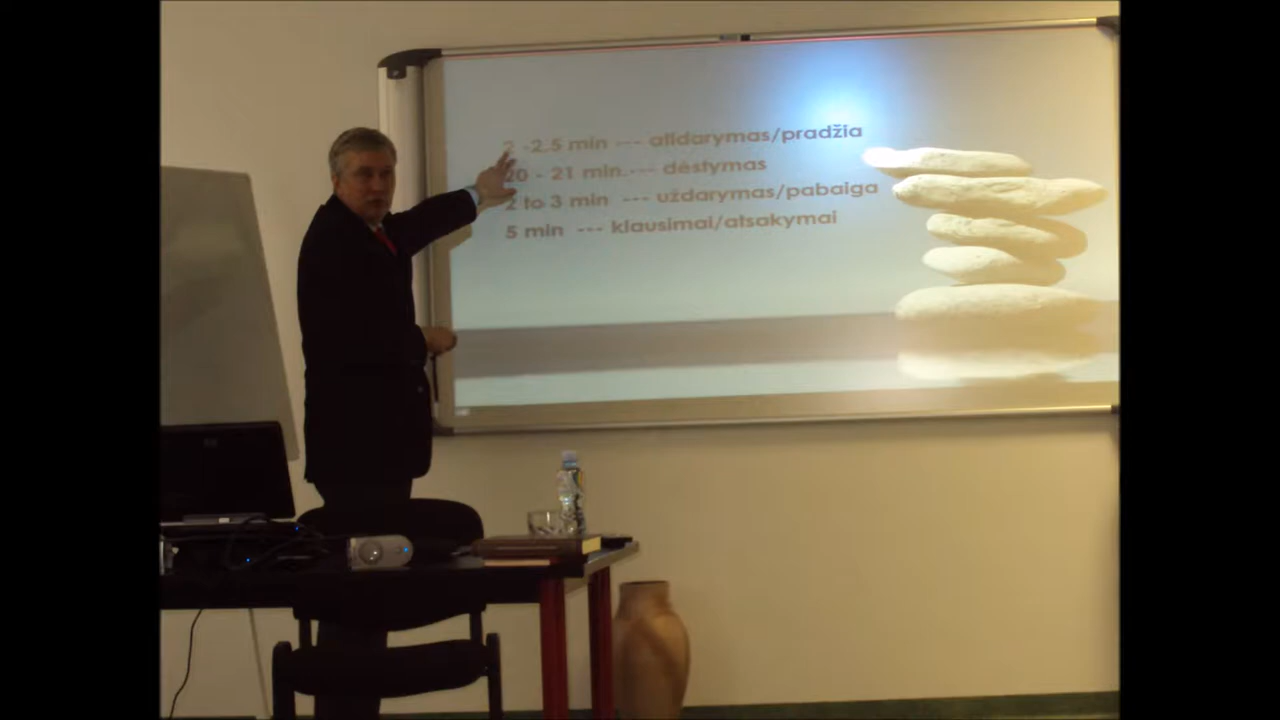 2 -2.5 min --- atidarymas/pradžia
20 - 21 min.--- dėstymas
2 to 3 min --- uždarymas/pabaiga
5 min --- klausimai/atsakymai